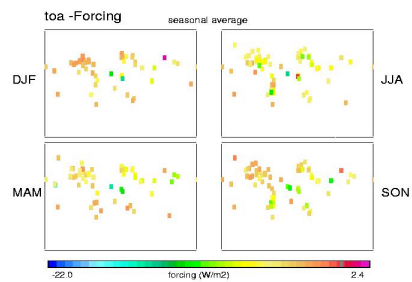 toa -Forcing
seasonal average
DJF
JJA
MAM
SON
-22.0 forcing (W/m2) 2.4